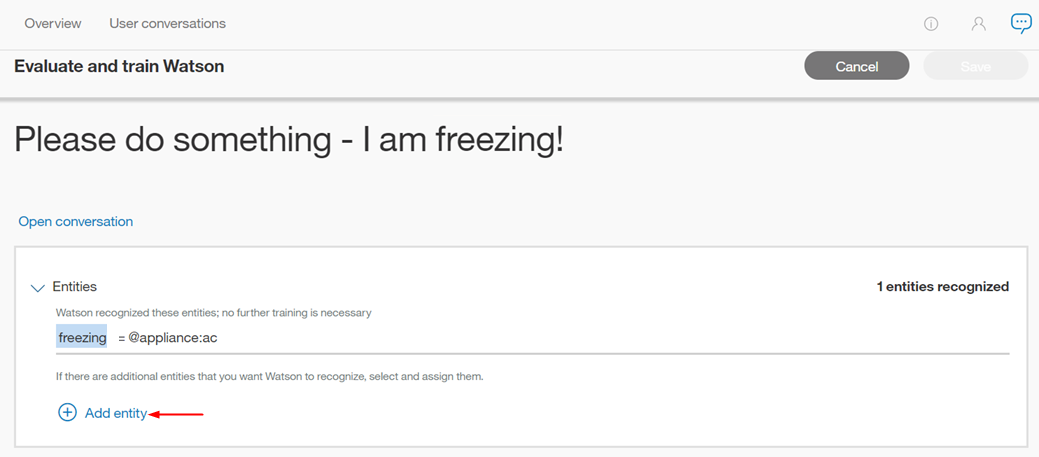 Overview User conversations
Evaluate and train Watson Cancel Save
Please do something - I am freezing!
Open conversation
Entities 1 entities recognized
Watson recognized these entities; no further training is necessary
freezing = @appliance:ac
If there are additional entities that you want Watson to recognize, select and assign them.
Add entity